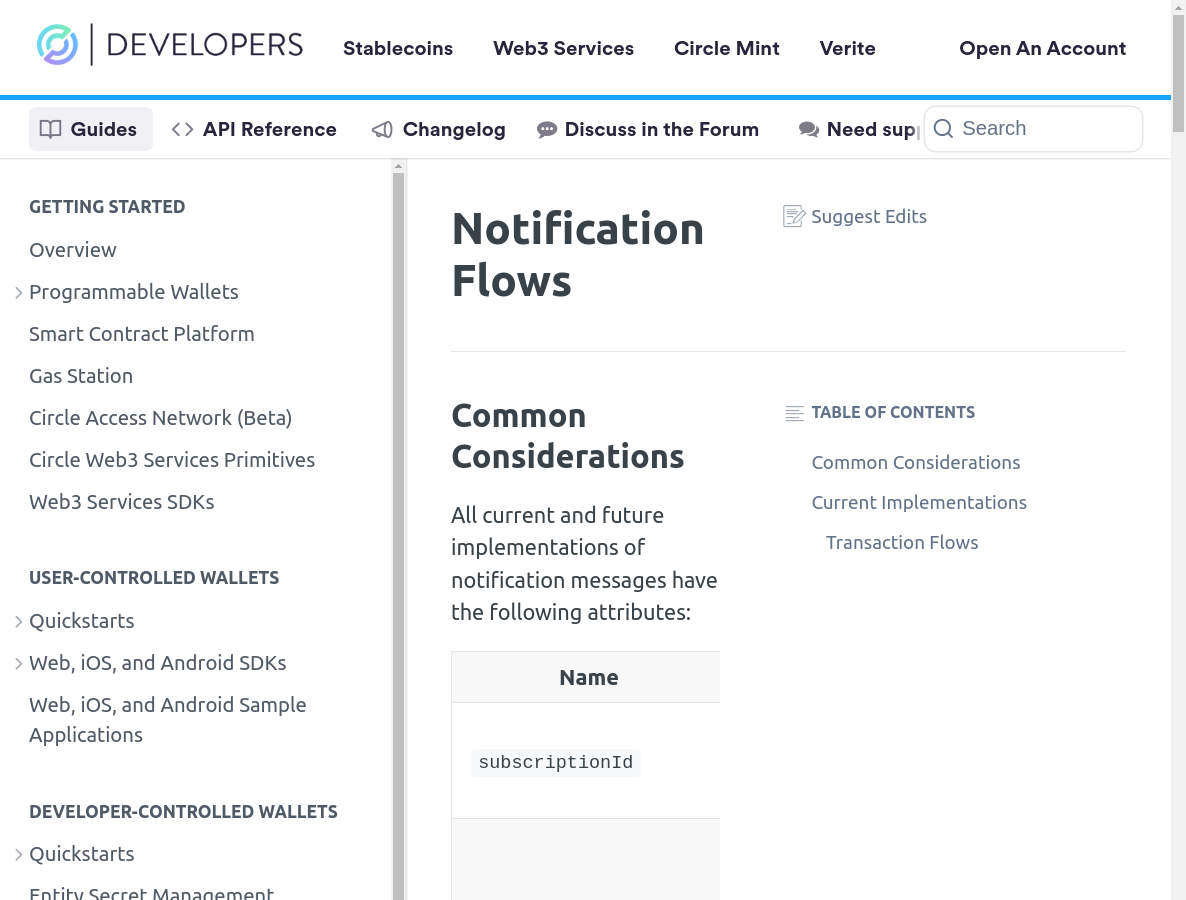 DEVELOPERS
Stablecoins
Web3 Services
Circle Mint
Verite
Open An Account
Guides
API Reference
Changelog
Discuss in the Forum
Need sup
Search
GETTING STARTED
Overview
Programmable Wallets
Smart Contract Platform
Gas Station
Circle Access Network (Beta)
Circle Web3 Services Primitives
Web3 Services SDKs
USER-CONTROLLED WALLETS
Quickstarts
Web, iOS, and Android SDKs
Web, iOS, and Android Sample
Applications
DEVELOPER-CONTROLLED WALLETS
Quickstarts
Entity Secret Management
Notification
Flows
Suggest Edits
Common
Considerations
All current and future
implementations of
notification messages have
the following attributes:
Name
subscriptionId
TABLE OF CONTENTS
Common Considerations
Current Implementations
Transaction Flows